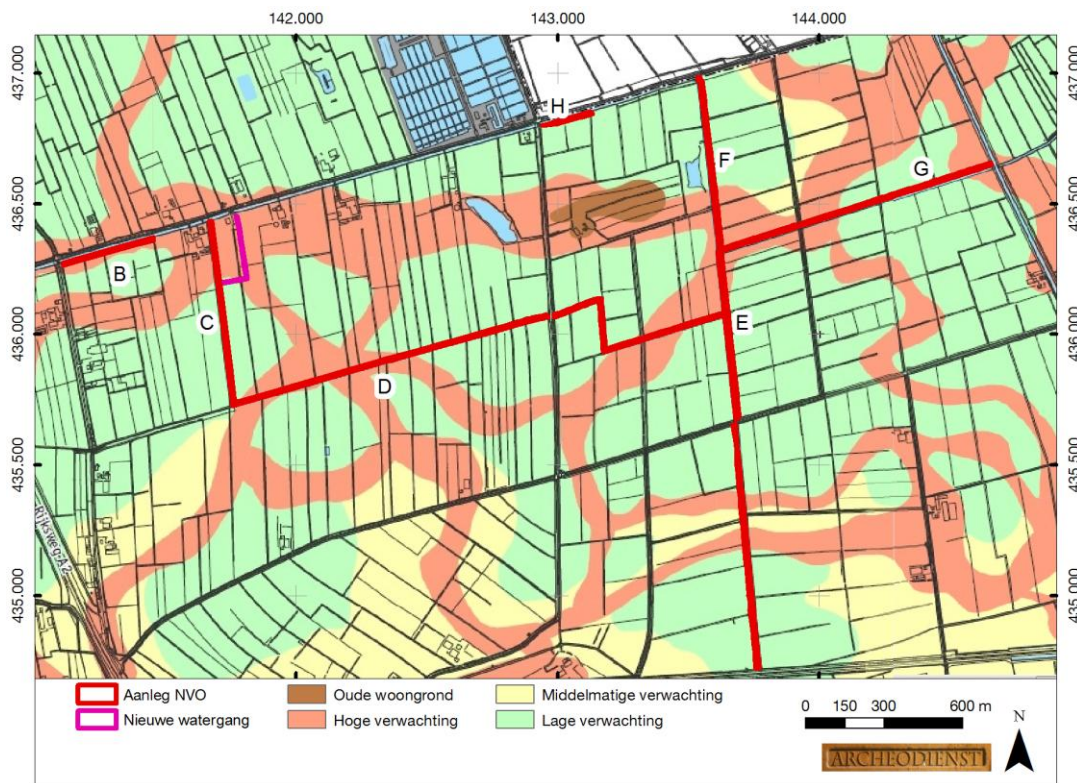 142.000 143.000 144.000
437.000 437.000
H
F
G
436.500 436.500
B
C
E
436.000 436.000
D
435.500 435.500
Rijksweg-A2
435.000 435.000
Aanleg NVO
Nieuwe watergang
Oude woongrond
Hoge verwachting
Middelmatige verwachting
Lage verwachting
0 150 300 600 m
N
ARCHEODIENST